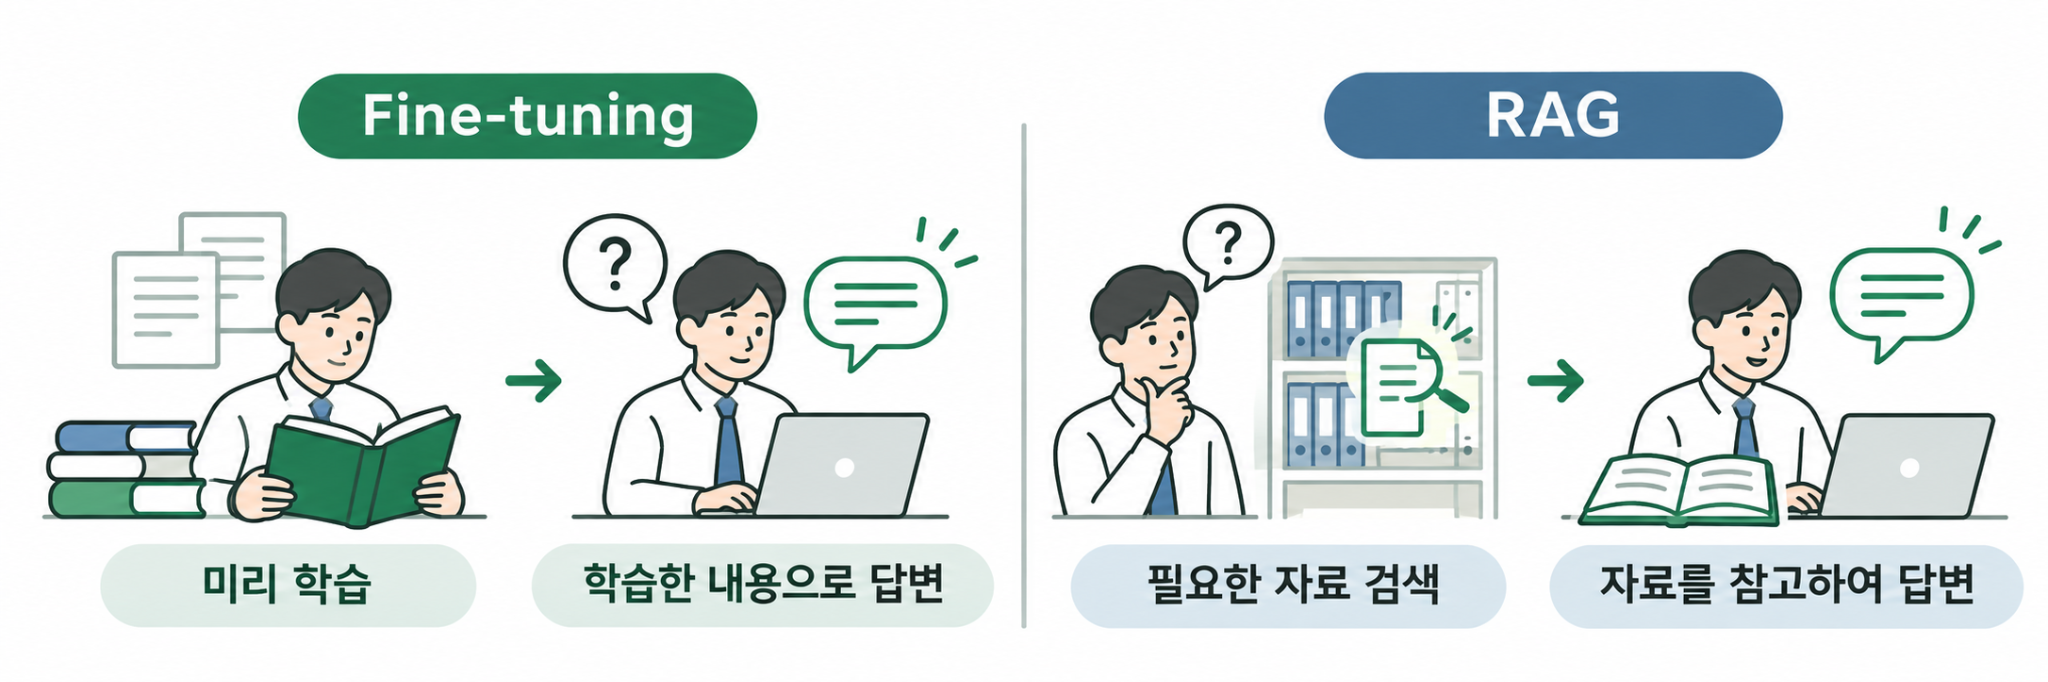 Fine-tuning
?
미리 학습
학습한 내용으로 답변
RAG
?
필요한 자료 검색
자료를 참고하여 답변